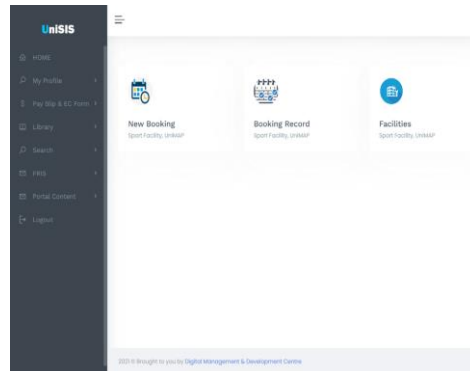 UniSIS
HOME
My Profile
Pay Slip & EC Form
Library
Search
PRIS
Portal Content
Logout
New Booking
Sport Facility, UniMAP
Booking Record
Sport Facility, UniMAP
Facilities
Sport Facility, UniMAP
2021 © Brought to you by Digital Management & Development Centre